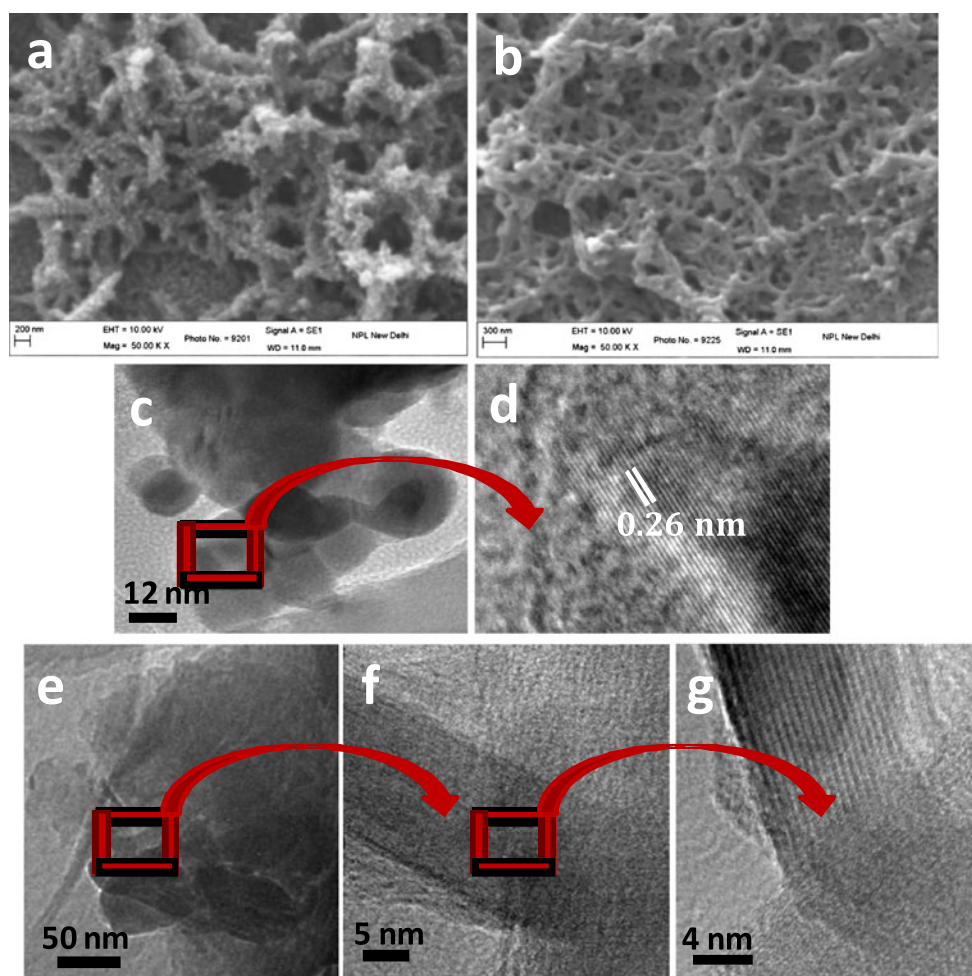 a
b
200 nm
EHT = 10.00 kV
Mag = 50.00 K X
Photo No. = 9201
Signal A = SE1
WD = 11.0 mm
NPL New Delhi
300 nm
EHT = 10.00 kV
Mag = 50.00 K X
Photo No. = 9225
Signal A = SE1
WD = 11.0 mm
NPL New Delhi
c
12 nm
d
0.26 nm
e
50 nm
f
5 nm
g
4 nm